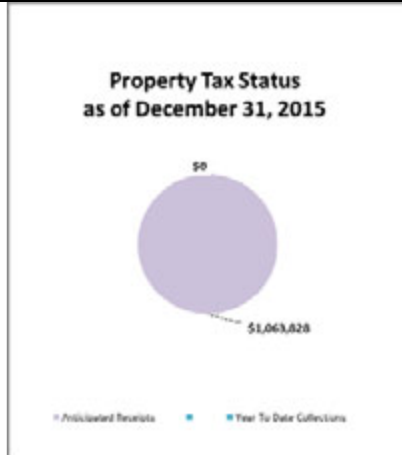 Property Tax Status
as of December 31, 2015
$0
$1,063,828
Anticipated Receipts
Year To Date Collections